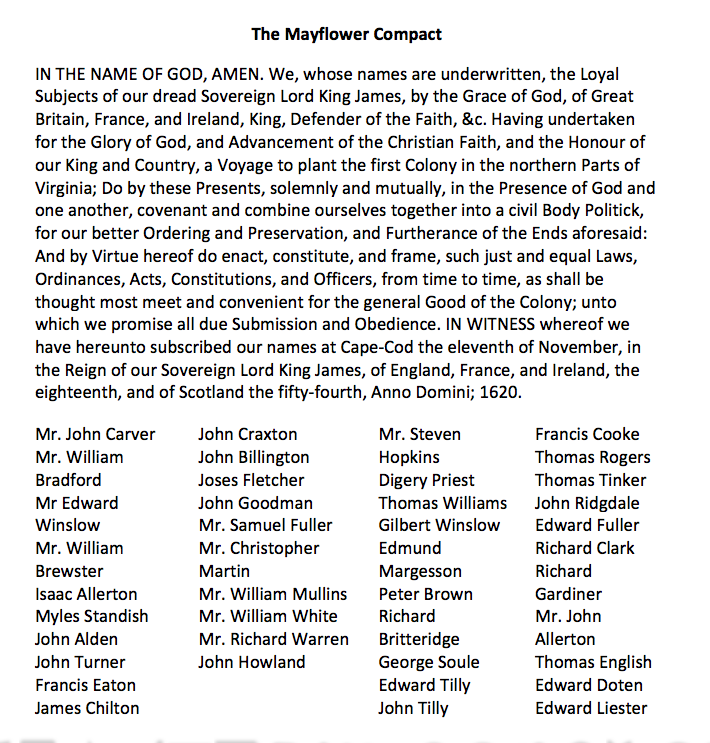 The Mayflower Compact
IN THE NAME OF GOD, AMEN. We, whose names are underwritten, the Loyal
Subjects of our dread Sovereign Lord King James, by the Grace of God, of Great
Britain, France, and Ireland, King, Defender of the Faith, &c. Having undertaken
for the Glory of God, and Advancement of the Christian Faith, and the Honour of
our King and Country, a Voyage to plant the first Colony in the northern Parts of
Virginia; Do by these Presents, solemnly and mutually, in the Presence of God and
one another, covenant and combine ourselves together into a civil Body Politick,
for our better Ordering and Preservation, and Furtherance of the Ends aforesaid:
And by Virtue hereof do enact, constitute, and frame, such just and equal Laws,
Ordinances, Acts, Constitutions, and Officers, from time to time, as shall be
thought most meet and convenient for the general Good of the Colony; unto
which we promise all due Submission and Obedience. IN WITNESS whereof we
have hereunto subscribed our names at Cape-Cod the eleventh of November, in
the Reign of our Sovereign Lord King James, of England, France, and Ireland, the
eighteenth, and of Scotland the fifty-fourth, Anno Domini; 1620.
Mr. John Carver
Mr. William
Bradford
Mr Edward
Winslow
Mr. William
Brewster
Isaac Allerton
Myles Standish
John Alden
John Turner
Francis Eaton
James Chilton
John Craxton
John Billington
Joses Fletcher
John Goodman
Mr. Samuel Fuller
Mr. Christopher
Martin
Mr. William Mullins
Mr. William White
Mr. Richard Warren
John Howland
Mr. Steven
Hopkins
Digery Priest
Thomas Williams
Gilbert Winslow
Edmund
Margesson
Peter Brown
Richard
Britteridge
George Soule
Edward Tilly
John Tilly
Francis Cooke
Thomas Rogers
Thomas Tinker
John Ridgdale
Edward Fuller
Richard Clark
Richard
Gardiner
Mr. John
Allerton
Thomas English
Edward Doten
Edward Liester